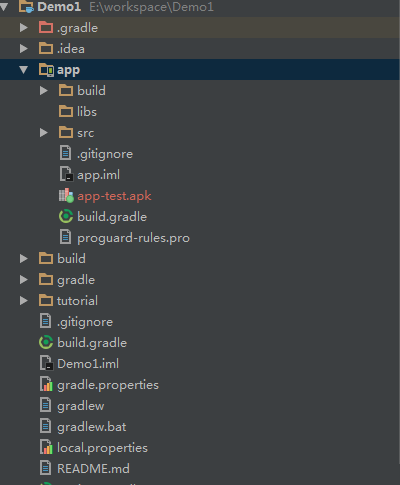 Demo1 E:\workspace\Demo1
.gradle
.idea
app
build
libs
src
.gitignore
app.iml
app-test.apk
build.gradle
proguard-rules.pro
build
gradle
tutorial
.gitignore
build.gradle
Demo1.iml
gradle.properties
gradlew
gradlew.bat
local.properties
README.md